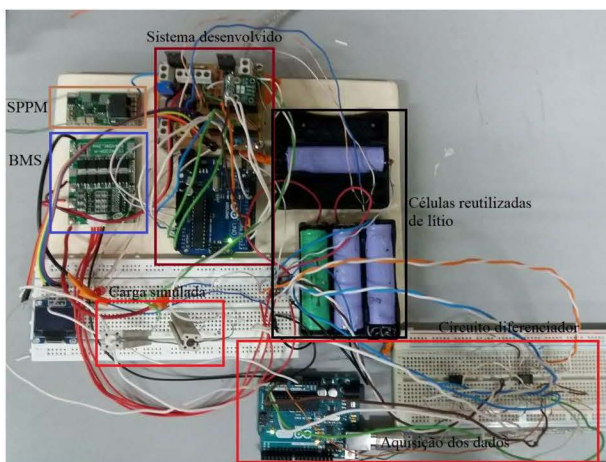 Sistema desenvolvido
SPPM
BMS
Células reutilizadas
de lítio
Carga simulada
Circuito diferenciador
Aquisição dos dados